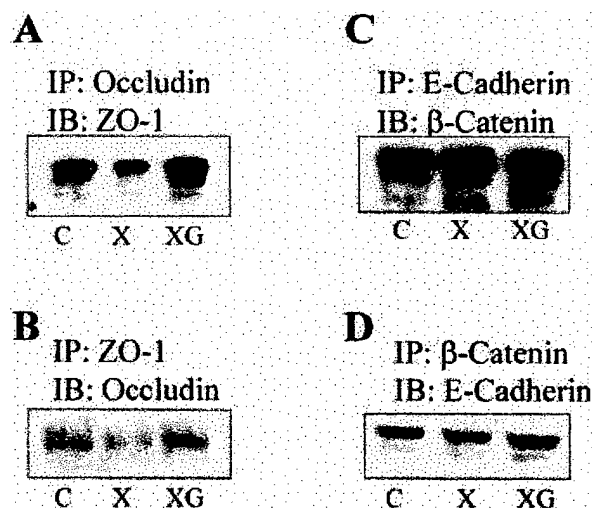 A
IP: Occludin
IB: ZO-1
C X XG
B
IP: ZO-1
IB: Occludin
C X XG
C
IP: E-Cadherin
IB: β-Catenin
C X XG
D
IP: β-Catenin
IB: E-Cadherin
C X XG